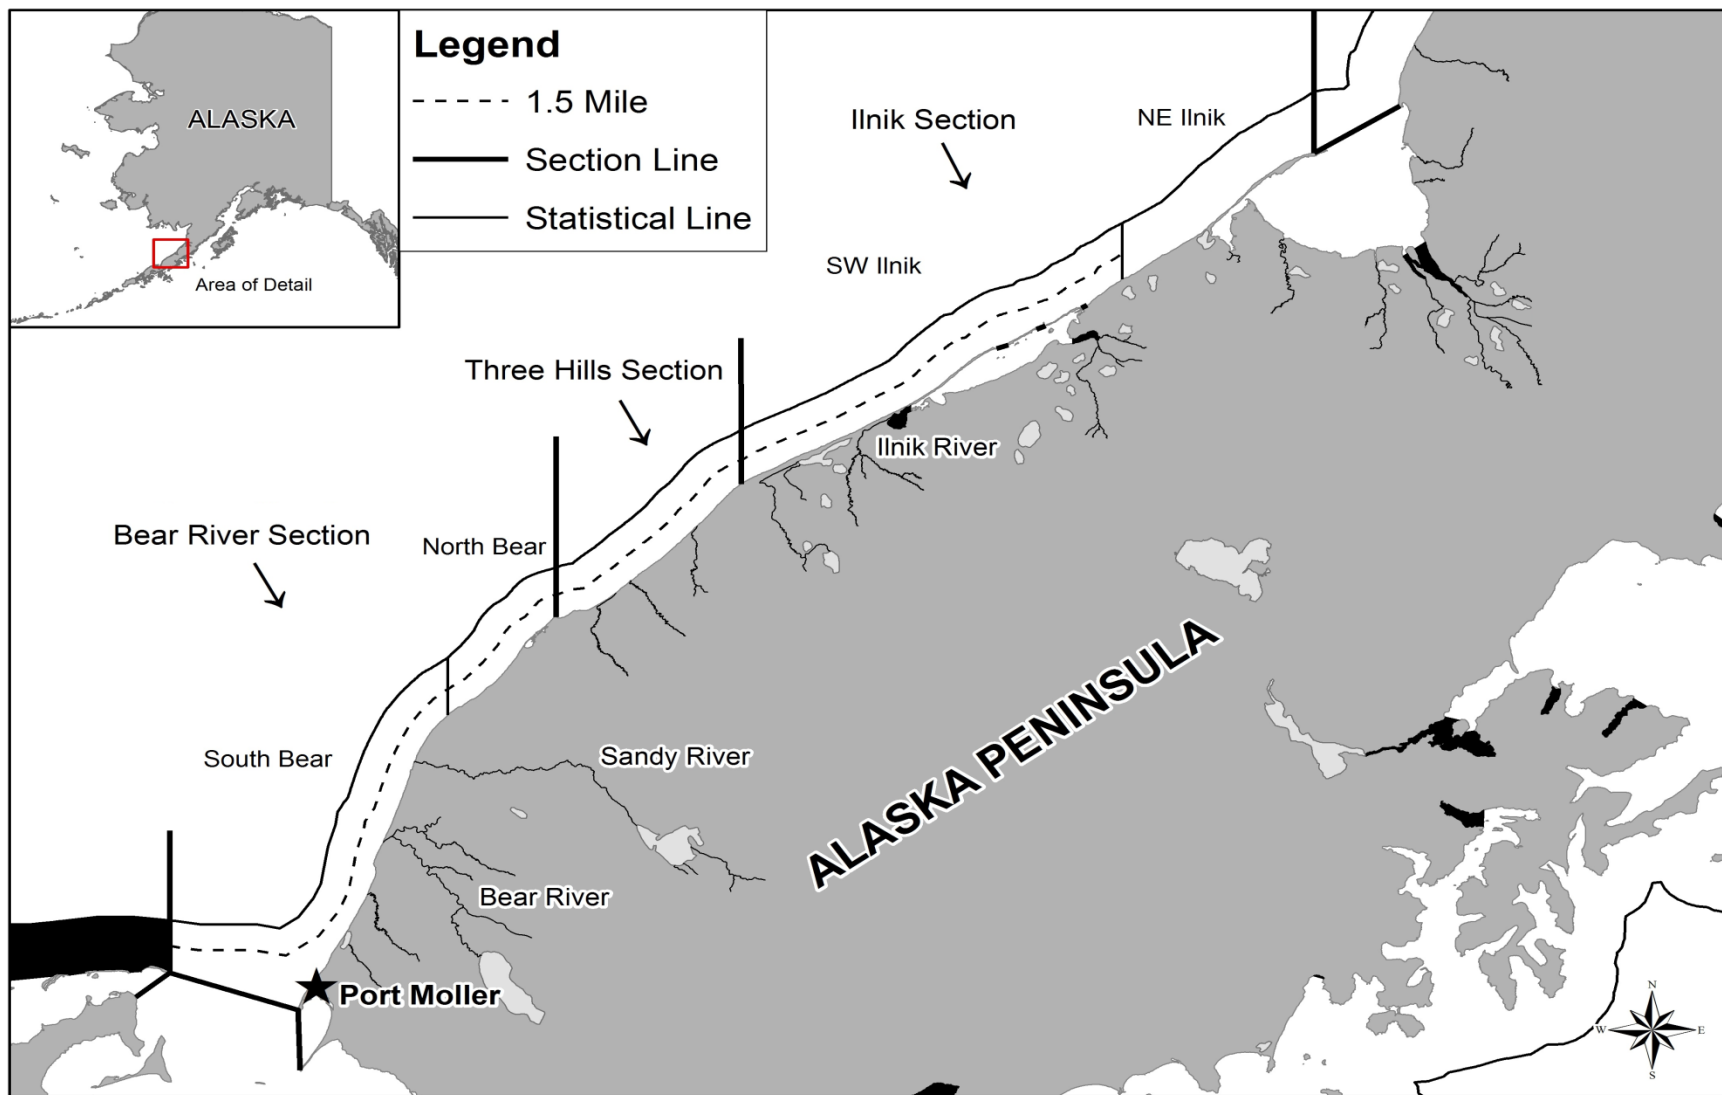 ALASKA
Area of Detail
Legend
1.5 Mile
Section Line
Statistical Line
Ilnik Section
NE Ilnik
SW Ilnik
Three Hills Section
Ilnik River
Bear River Section
North Bear
South Bear
Sandy River
Bear River
ALASKA PENINSULA
Port Moller
N
W
E
S